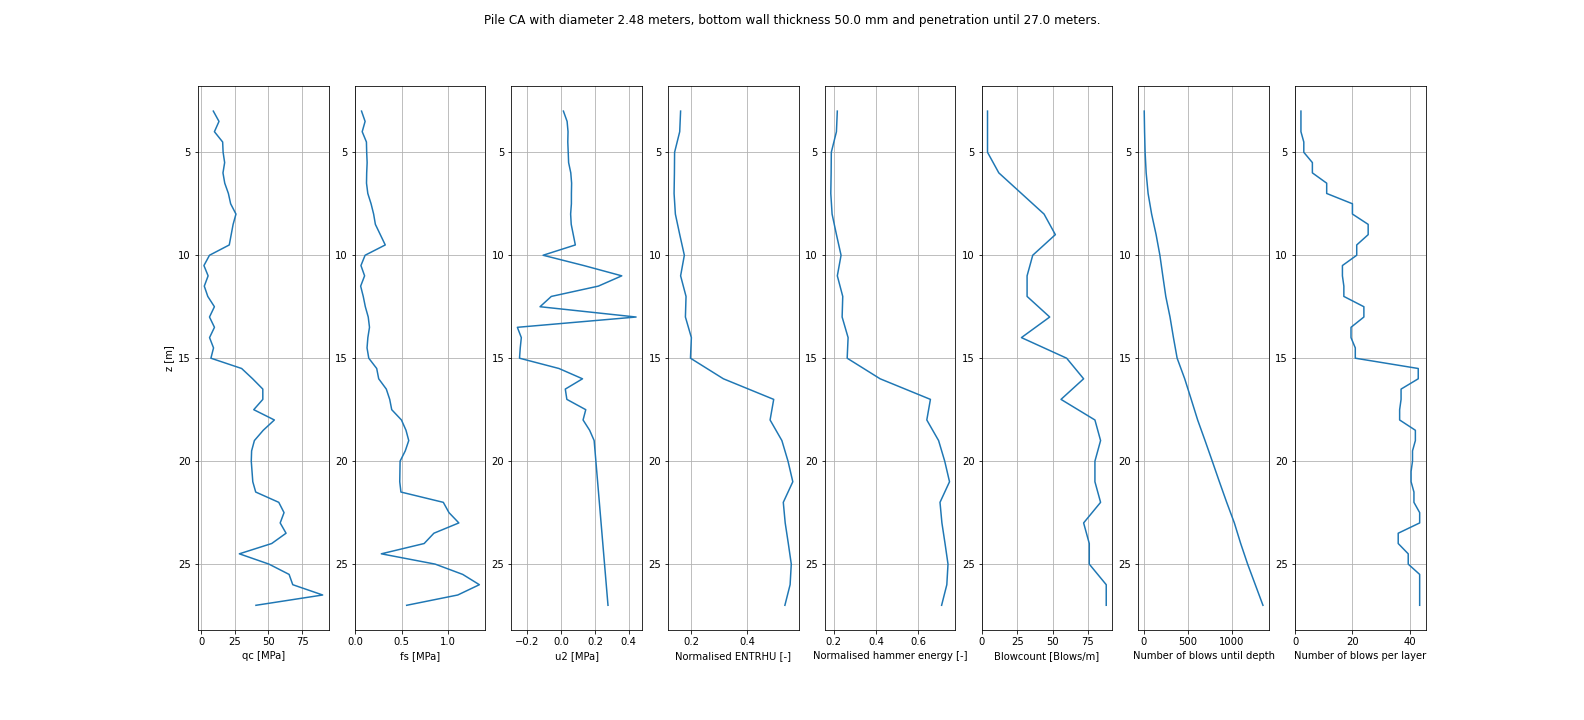 Pile CA with diameter 2.48 meters, bottom wall thickness 50.0 mm and penetration until 27.0 meters.
5 5 5 5 5 5 5 5
10 10 10 10 10 10 10 10
15 15 15 15 15 15 15 15
z [m]
20 20 20 20 20 20 20 20
25 25 25 25 25 25 25 25
0 25 50 75 0.0 0.5 1.0 −0.2 0.0 0.2 0.4 0.2 0.4 0.2 0.4 0.6 0 25 50 75 0 500 1000 0 20 40
qc [MPa] fs [MPa] u2 [MPa] Normalised ENTRHU [-] Normalised hammer energy [-] Blowcount [Blows/m] Number of blows until depth Number of blows per layer